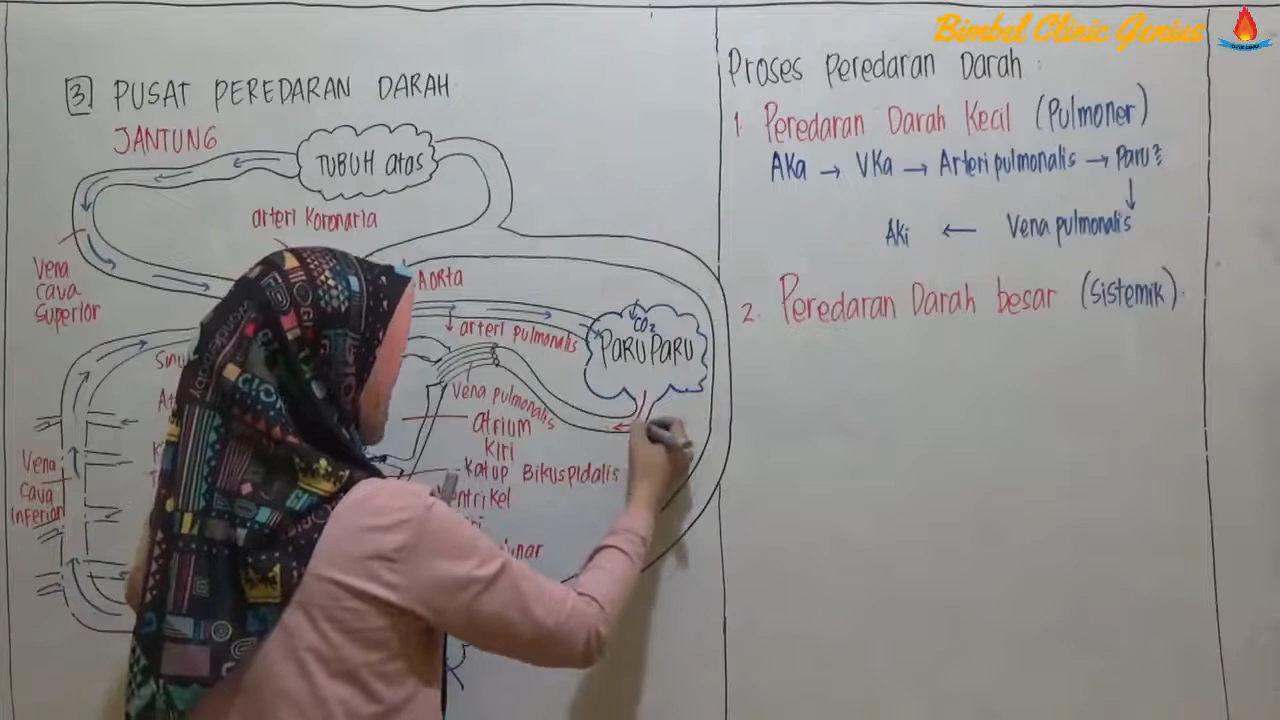 Bimbel Clinic Genius
3. PUSAT PEREDARAN DARAH
JANTUNG
TUBUH atas
arteri Koronaria
Vena
Cava
Superior
AORTA
arteri pulmonalis
CO2
PARU PARU
Vena pulmonalis
atrium
Kiri
Katup Bikuspidalis
Ventrikel
Vena
Cava
Inferior
Proses Peredaran Darah :
1. Peredaran Darah Kecil (Pulmoner)
AKa → VKa → Arteri pulmonalis → Paru²
↓
Aki ← Vena pulmonalis
2. Peredaran Darah besar (Sistemik).